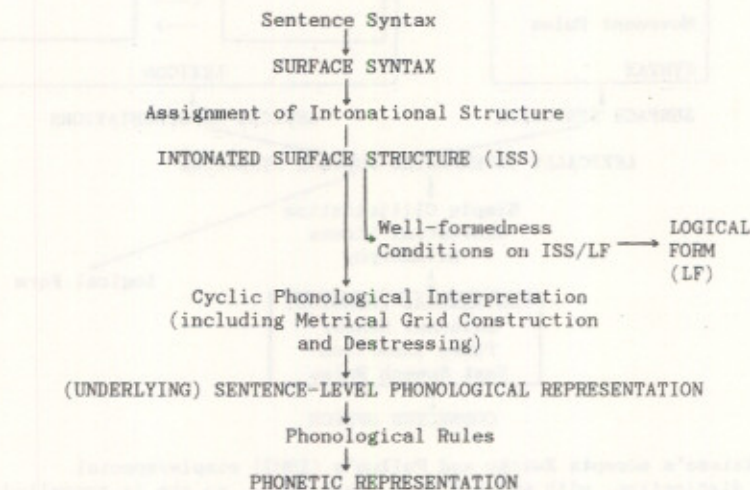 Sentence Syntax
SURFACE SYNTAX
Assignment of Intonational Structure
INTONATED SURFACE STRUCTURE (ISS)
Well-formedness
Conditions on ISS/LF
LOGICAL
FORM
(LF)
Cyclic Phonological Interpretation
(including Metrical Grid Construction
and Destressing)
(UNDERLYING) SENTENCE-LEVEL PHONOLOGICAL REPRESENTATION
Phonological Rules
PHONETIC REPRESENTATION